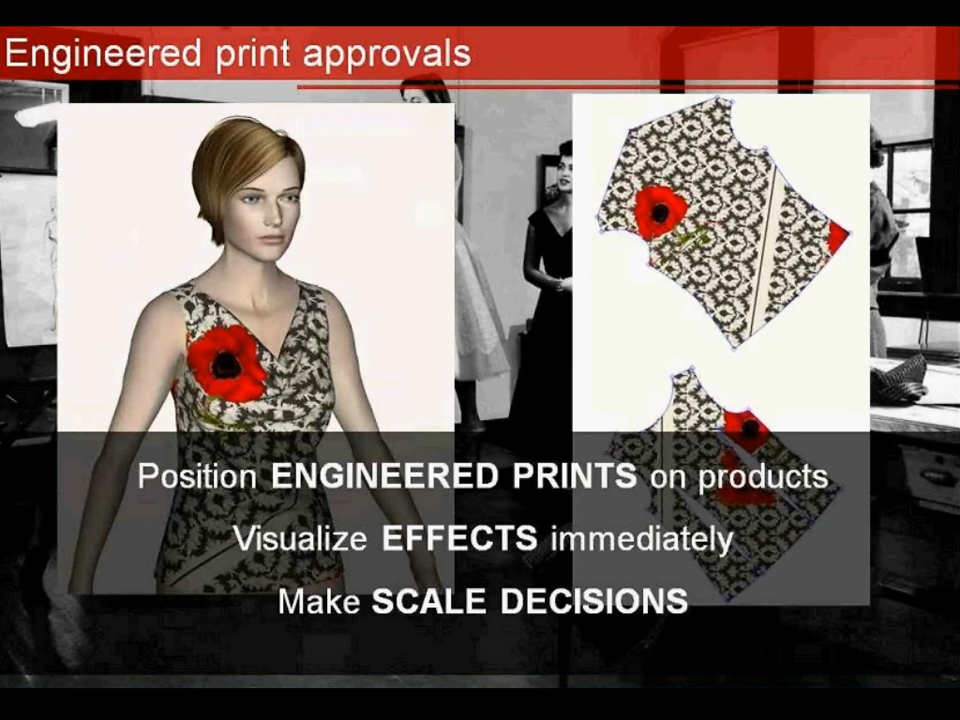 Engineered print approvals
Position ENGINEERED PRINTS on products
Visualize EFFECTS immediately
Make SCALE DECISIONS